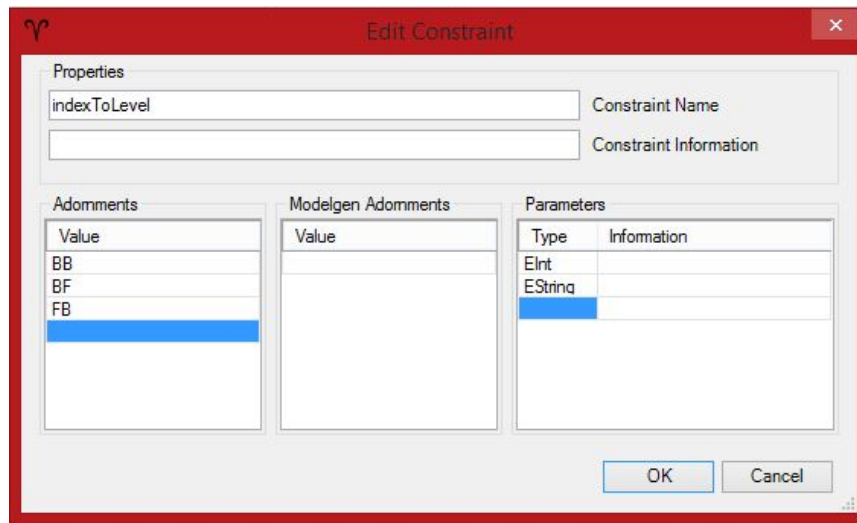 Edit Constraint
Properties
indexToLevel
Constraint Name
Constraint Information
Adornments
Modelgen Adornments
Parameters
Value
Value
Type Information
BB
BF
FB
EInt
EString
OK
Cancel